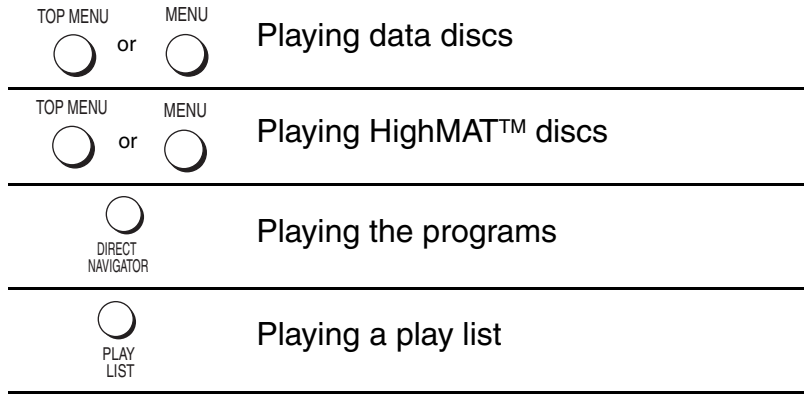 TOP MENU or MENU Playing data discs
TOP MENU or MENU Playing HighMAT™ discs
DIRECT
NAVIGATOR
Playing the programs
PLAY
LIST
Playing a play list